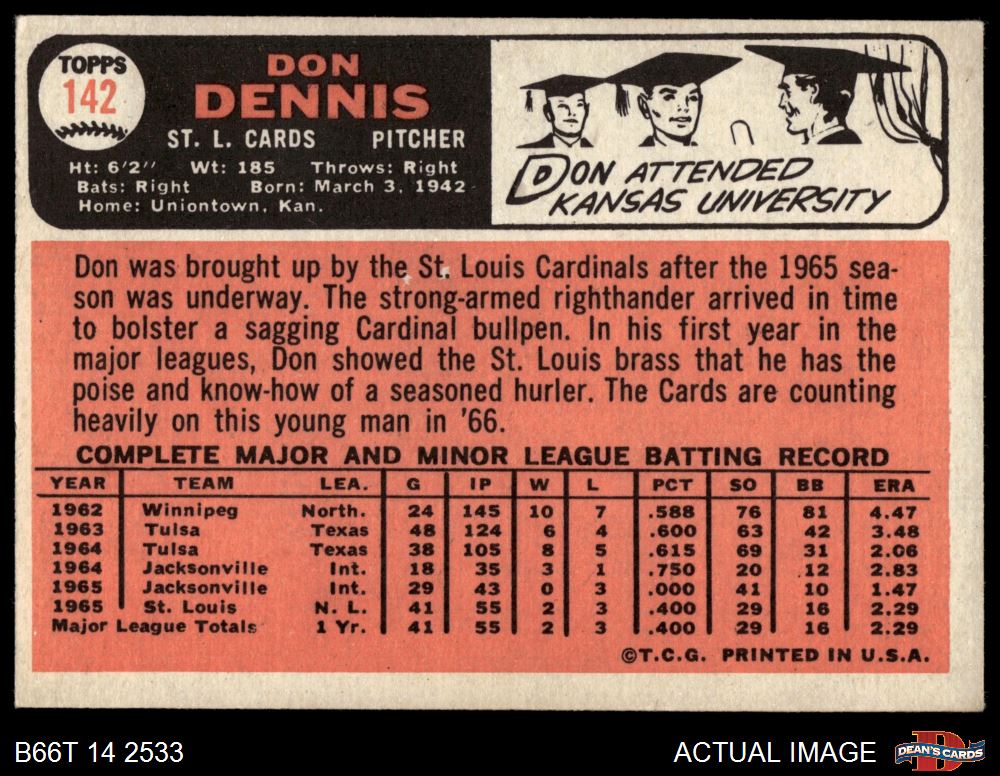 TOPPS
142
DON
DENNIS
ST. L. CARDS PITCHER
Ht: 6'2" Wt: 185 Throws: Right
Bats: Right Born: March 3, 1942
Home: Uniontown, Kan.
DON ATTENDED
KANSAS UNIVERSITY
Don was brought up by the St. Louis Cardinals after the 1965 sea-
son was underway. The strong-armed righthander arrived in time
to bolster a sagging Cardinal bullpen. In his first year in the
major leagues, Don showed the St. Louis brass that he has the
poise and know-how of a seasoned hurler. The Cards are counting
heavily on this young man in '66.
COMPLETE MAJOR AND MINOR LEAGUE BATTING RECORD
YEAR TEAM LEA. G IP W L PCT SO BB ERA
1962 Winnipeg North. 24 145 10 7 .588 76 81 4.47
1963 Tulsa Texas 48 124 6 4 .600 63 42 3.48
1964 Tulsa Texas 38 105 8 5 .615 69 31 2.06
1964 Jacksonville Int. 18 35 3 1 .750 20 12 2.83
1965 Jacksonville Int. 29 43 0 3 .000 41 10 1.47
1965 St. Louis N. L. 41 55 2 3 .400 29 16 2.29
Major League Totals 1 Yr. 41 55 2 3 .400 29 16 2.29
©T.C.G. PRINTED IN U.S.A.
B66T 14 2533
ACTUAL IMAGE
DEAN'S CARDS